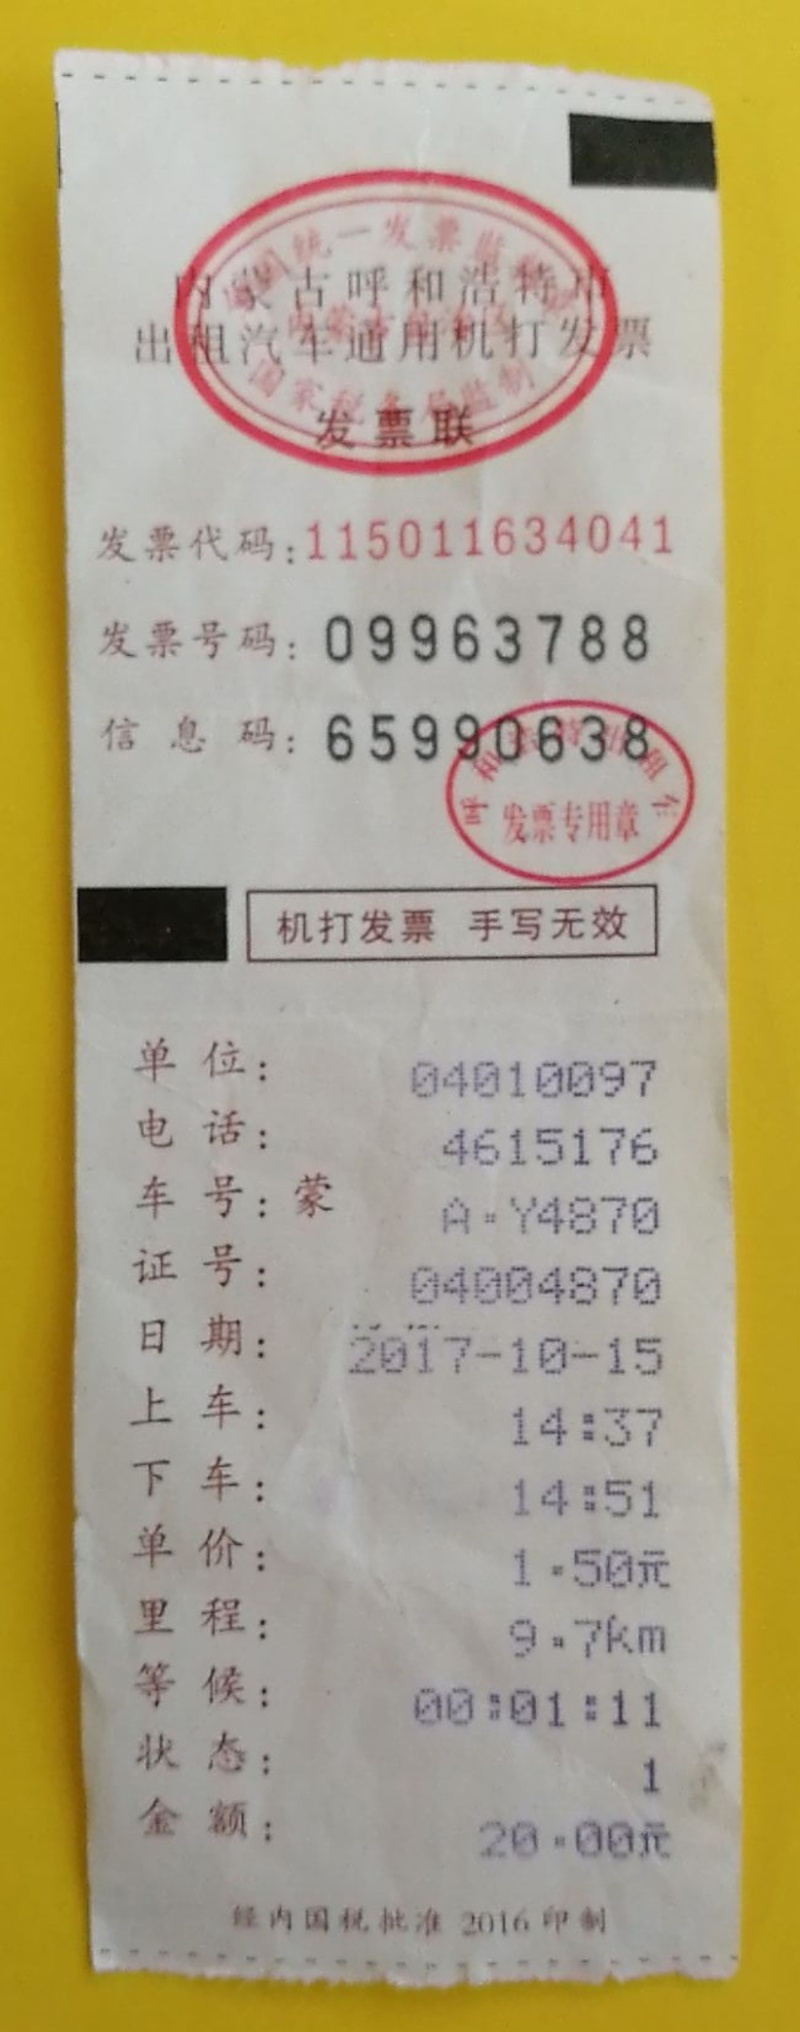 全国统一发票监制章
内蒙古呼和浩特市
出租汽车通用机打发票
国家税务局监制
发票联
发票代码:115011634041
发票号码:09963788
信息码:65990638
发票专用章
机打发票 手写无效
单位: 04010097
电话: 4615176
车号:蒙 A·Y4870
证号: 04004870
日期: 2017-10-15
上车: 14:37
下车: 14:51
单价: 1.50元
里程: 9.7km
等候: 00:01:11
状态: 1
金额: 20.00元
经内国税批准 2016 印制